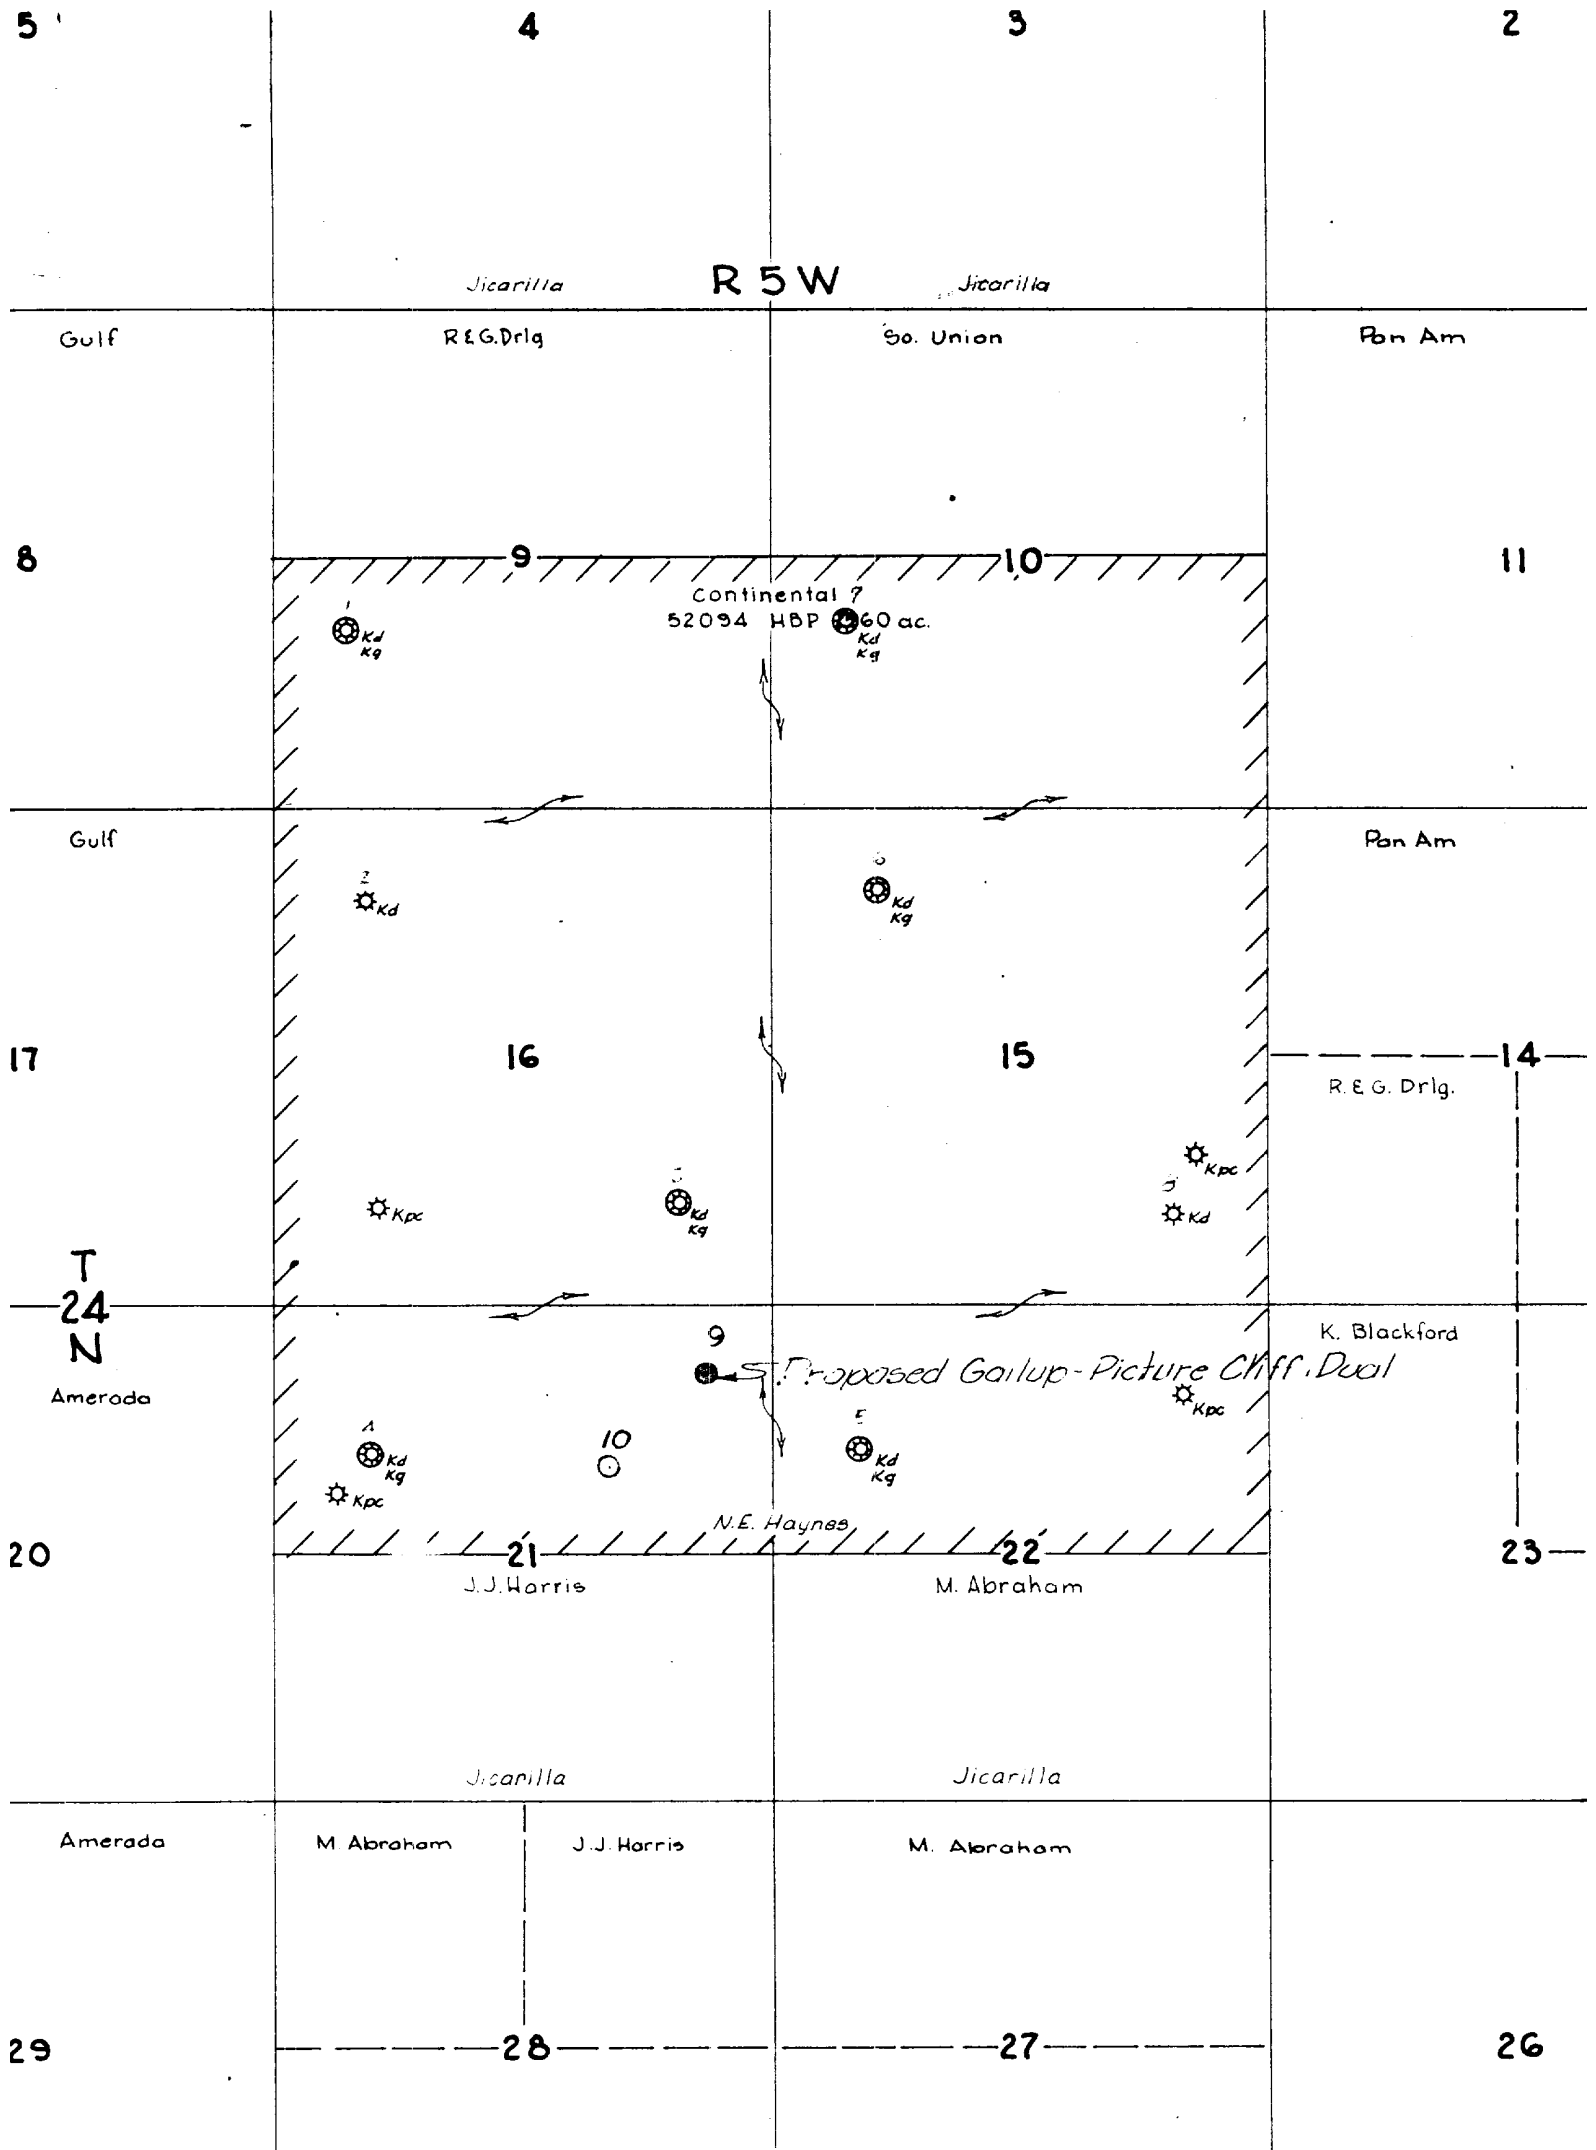 5 4 3 2
Jicarilla R 5 W Jicarilla
Gulf R.&G.Drlg So. Union Pan Am
8 9 10 11
Continental 7
52094 HBP 60 ac.
1
Kd
Kg
Kd
Kg
Gulf Pan Am
2
Kd
6
Kd
Kg
17 16 15 14
R.&G. Drlg.
Kpc
Kpc
Kd
Kg
Kd
T
24
N
K. Blackford
9
Proposed Gallup-Picture Cliff. Dual
Amerada
Kpc
4
Kd
Kg
10
5
Kd
Kg
Kpc
N.E. Haynes
20 21 22 23
J.J. Harris M. Abraham
Jicarilla Jicarilla
Amerada M. Abraham J.J. Harris M. Abraham
29 28 27 26